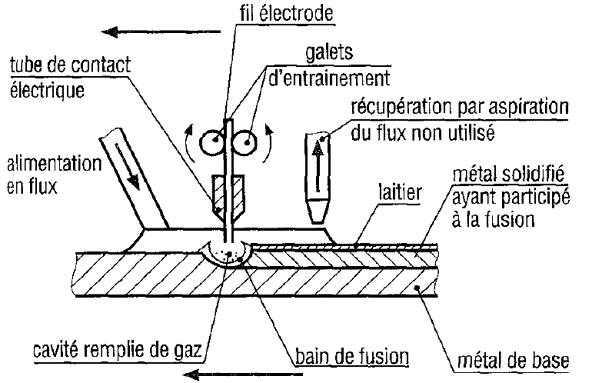 fil électrode
galets
d'entrainement
tube de contact
électrique
récupération par aspiration
du flux non utilisé
alimentation
en flux
métal solidifié
ayant participé
à la fusion
laitier
cavité remplie de gaz
bain de fusion
métal de base